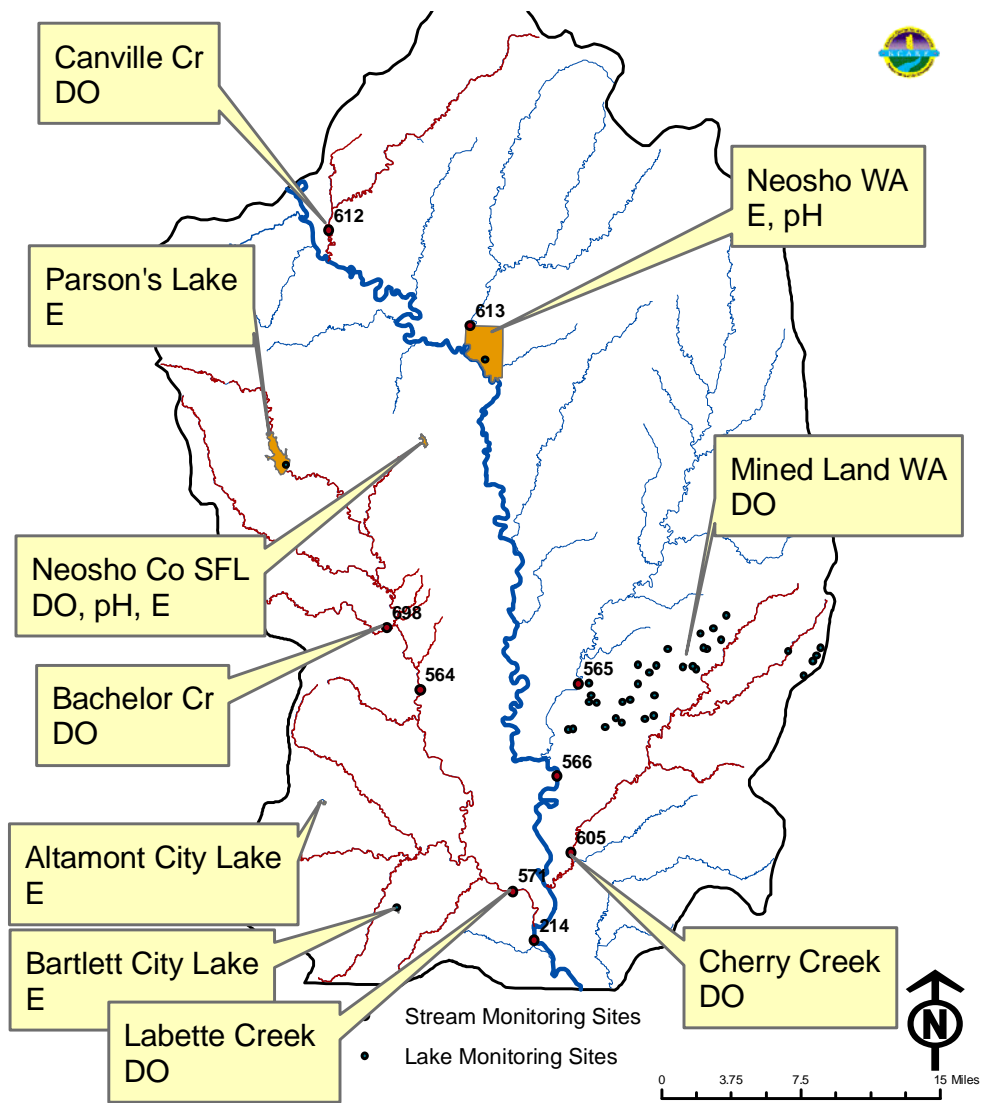 Canville Cr
DO
Neosho WA
E, pH
612
Parson's Lake
E
613
Mined Land WA
DO
Neosho Co SFL
DO, pH, E
698
564
565
Bachelor Cr
DO
566
605
Altamont City Lake
E
571
214
Bartlett City Lake
E
Cherry Creek
DO
Labette Creek
DO
Stream Monitoring Sites
Lake Monitoring Sites
N
0 3.75 7.5 15 Miles